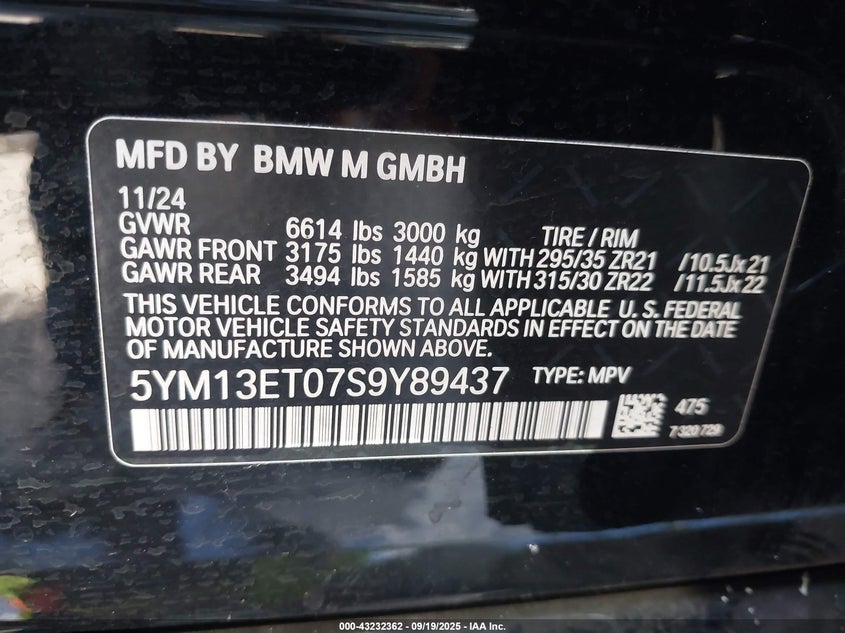 MFD BY BMW M GMBH
11/24
GVWR 6614 lbs 3000 kg TIRE / RIM
GAWR FRONT 3175 lbs 1440 kg WITH 295/35 ZR21 /10.5Jx21
GAWR REAR 3494 lbs 1585 kg WITH 315/30 ZR22 /11.5Jx22
THIS VEHICLE CONFORMS TO ALL APPLICABLE U. S. FEDERAL
MOTOR VEHICLE SAFETY STANDARDS IN EFFECT ON THE DATE
OF MANUFACTURE SHOWN ABOVE.
5YM13ET07S9Y89437 TYPE: MPV
475
7320729
000-43232362 - 09/19/2025 - IAA Inc.